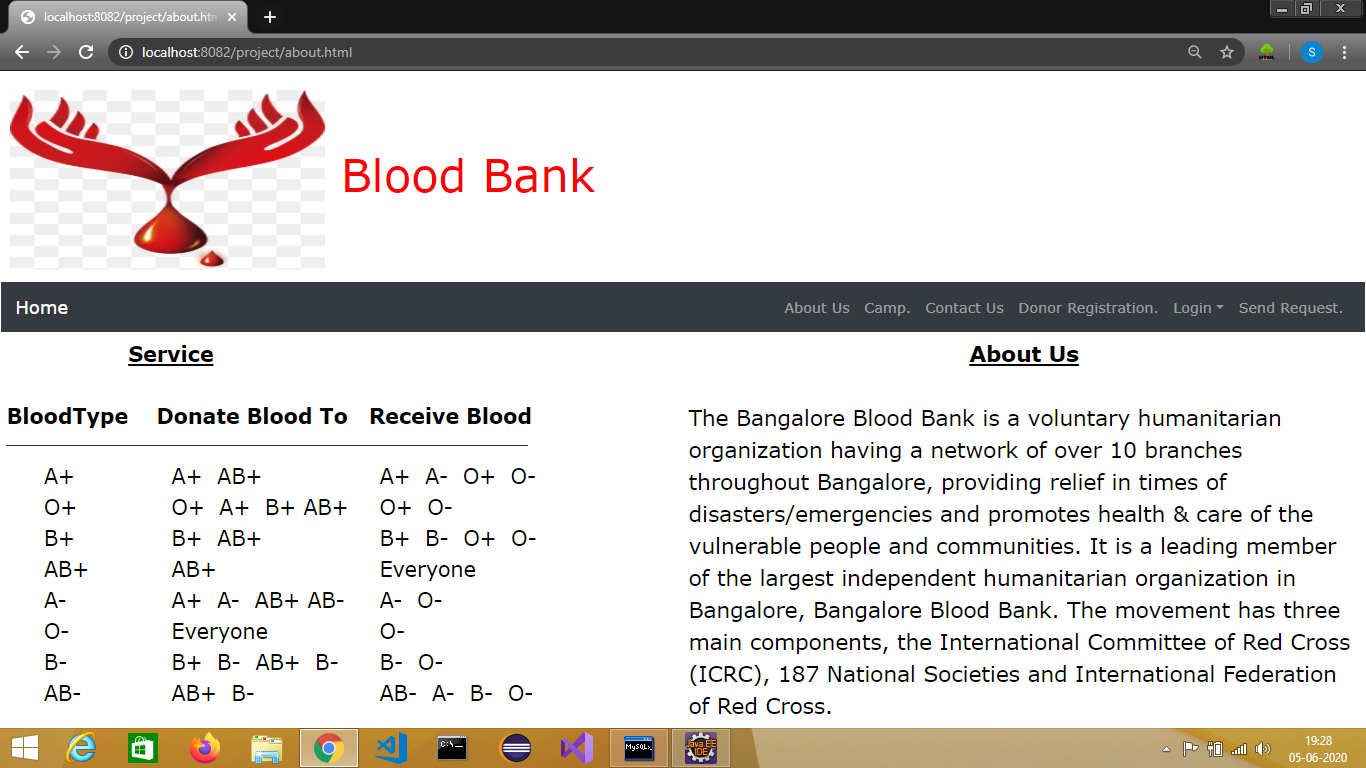 localhost:8082/project/about.htm
localhost:8082/project/about.html
S
Blood Bank
Home About Us Camp. Contact Us Donor Registration. Login Send Request.
Service
BloodType Donate Blood To Receive Blood
A+ A+ AB+ A+ A- O+ O-
O+ O+ A+ B+ AB+ O+ O-
B+ B+ AB+ B+ B- O+ O-
AB+ AB+ Everyone
A- A+ A- AB+ AB- A- O-
O- Everyone O-
B- B+ B- AB+ B- B- O-
AB- AB+ B- AB- A- B- O-
About Us
The Bangalore Blood Bank is a voluntary humanitarian
organization having a network of over 10 branches
throughout Bangalore, providing relief in times of
disasters/emergencies and promotes health & care of the
vulnerable people and communities. It is a leading member
of the largest independent humanitarian organization in
Bangalore, Bangalore Blood Bank. The movement has three
main components, the International Committee of Red Cross
(ICRC), 187 National Societies and International Federation
of Red Cross.
C:\
MySQL
Java EE
IDE
19:28
05-06-2020